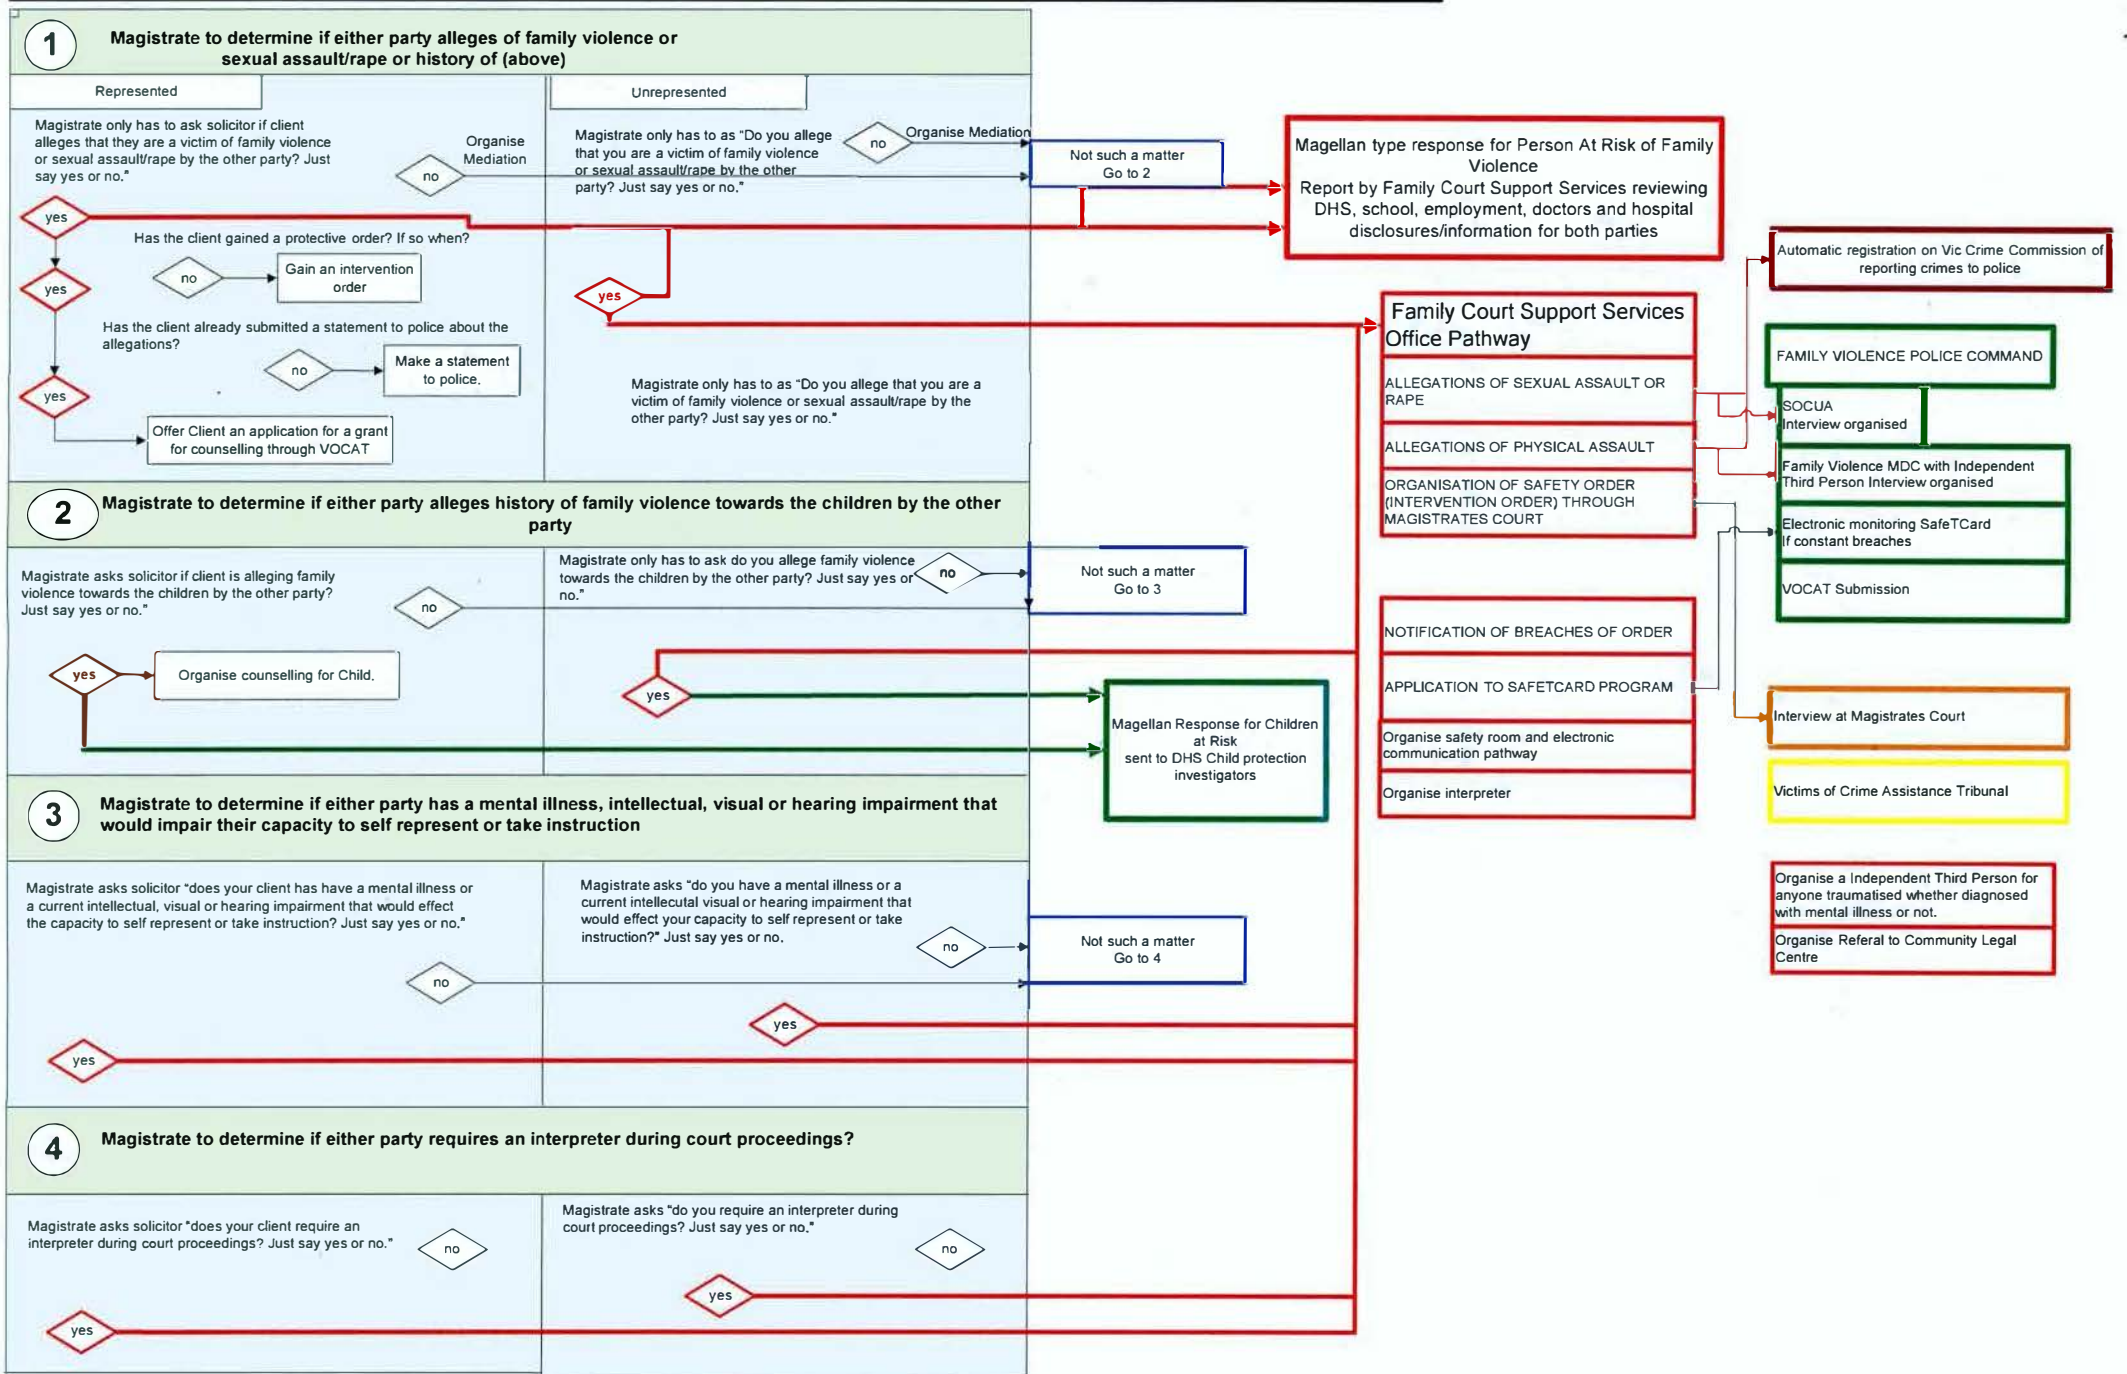 1
Magistrate to determine if either party alleges of family violence or
sexual assault/rape or history of (above)
Represented
Unrepresented
Magistrate only has to ask solicitor if client
alleges that they are a victim of family violence
or sexual assault/rape by the other party? Just
say yes or no."
Organise
Mediation
no
Magistrate only has to as "Do you allege
that you are a victim of family violence
or sexual assault/rape by the other
party? Just say yes or no."
no
Organise Mediation
Not such a matter
Go to 2
yes
Has the client gained a protective order? If so when?
no
Gain an intervention
order
yes
yes
Has the client already submitted a statement to police about the
allegations?
no
Make a statement
to police.
yes
Offer Client an application for a grant
for counselling through VOCAT
Magistrate only has to as "Do you allege that you are a
victim of family violence or sexual assault/rape by the
other party? Just say yes or no."
Magellan type response for Person At Risk of Family
Violence
Report by Family Court Support Services reviewing
DHS, school, employment, doctors and hospital
disclosures/information for both parties
Family Court Support Services
Office Pathway
ALLEGATIONS OF SEXUAL ASSAULT OR
RAPE
ALLEGATIONS OF PHYSICAL ASSAULT
ORGANISATION OF SAFETY ORDER
(INTERVENTION ORDER) THROUGH
MAGISTRATES COURT
NOTIFICATION OF BREACHES OF ORDER
APPLICATION TO SAFETCARD PROGRAM
Organise safety room and electronic
communication pathway
Organise interpreter
Automatic registration on Vic Crime Commission of
reporting crimes to police
FAMILY VIOLENCE POLICE COMMAND
SOCUA
Interview organised
Family Violence MDC with Independent
Third Person Interview organised
Electronic monitoring SafeTCard
If constant breaches
VOCAT Submission
Interview at Magistrates Court
Victims of Crime Assistance Tribunal
Organise a Independent Third Person for
anyone traumatised whether diagnosed
with mental illness or not.
Organise Referal to Community Legal
Centre
2
Magistrate to determine if either party alleges history of family violence towards the children by the other
party
Magistrate asks solicitor if client is alleging family
violence towards the children by the other party?
Just say yes or no."
no
Magistrate only has to ask do you allege family violence
towards the children by the other party? Just say yes or
no."
no
Not such a matter
Go to 3
yes
Organise counselling for Child.
yes
Magellan Response for Children
at Risk
sent to DHS Child protection
investigators
3
Magistrate to determine if either party has a mental illness, intellectual, visual or hearing impairment that
would impair their capacity to self represent or take instruction
Magistrate asks solicitor "does your client has have a mental illness or
a current intellectual, visual or hearing impairment that would effect
the capacity to self represent or take instruction? Just say yes or no."
no
Magistrate asks "do you have a mental illness or a
current intellecutal visual or hearing impairment that
would effect your capacity to self represent or take
instruction?" Just say yes or no.
no
Not such a matter
Go to 4
yes
yes
4
Magistrate to determine if either party requires an interpreter during court proceedings?
Magistrate asks solicitor "does your client require an
interpreter during court proceedings? Just say yes or no."
no
Magistrate asks "do you require an interpreter during
court proceedings? Just say yes or no."
no
yes
yes